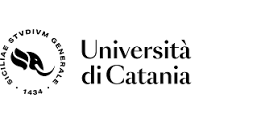 SICILIAE STVDIVM GENERALE
1434
Università
di Catania